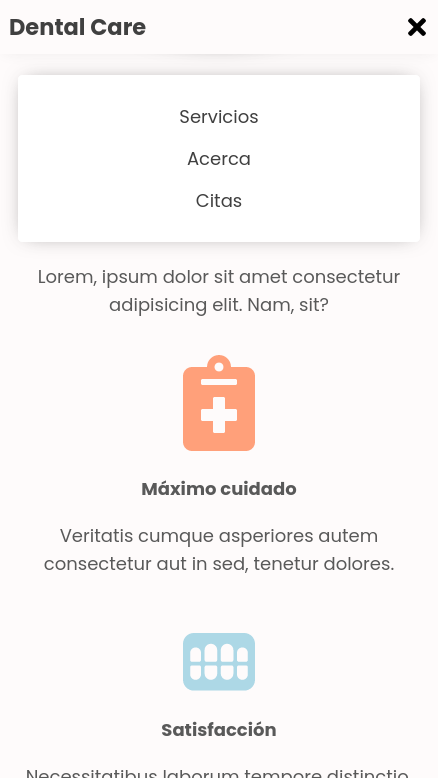 Dental Care
Servicios
Acerca
Citas
Lorem, ipsum dolor sit amet consectetur
adipisicing elit. Nam, sit?
Máximo cuidado
Veritatis cumque asperiores autem
consectetur aut in sed, tenetur dolores.
Satisfacción
Necessitatibus laborum tempore distinctio